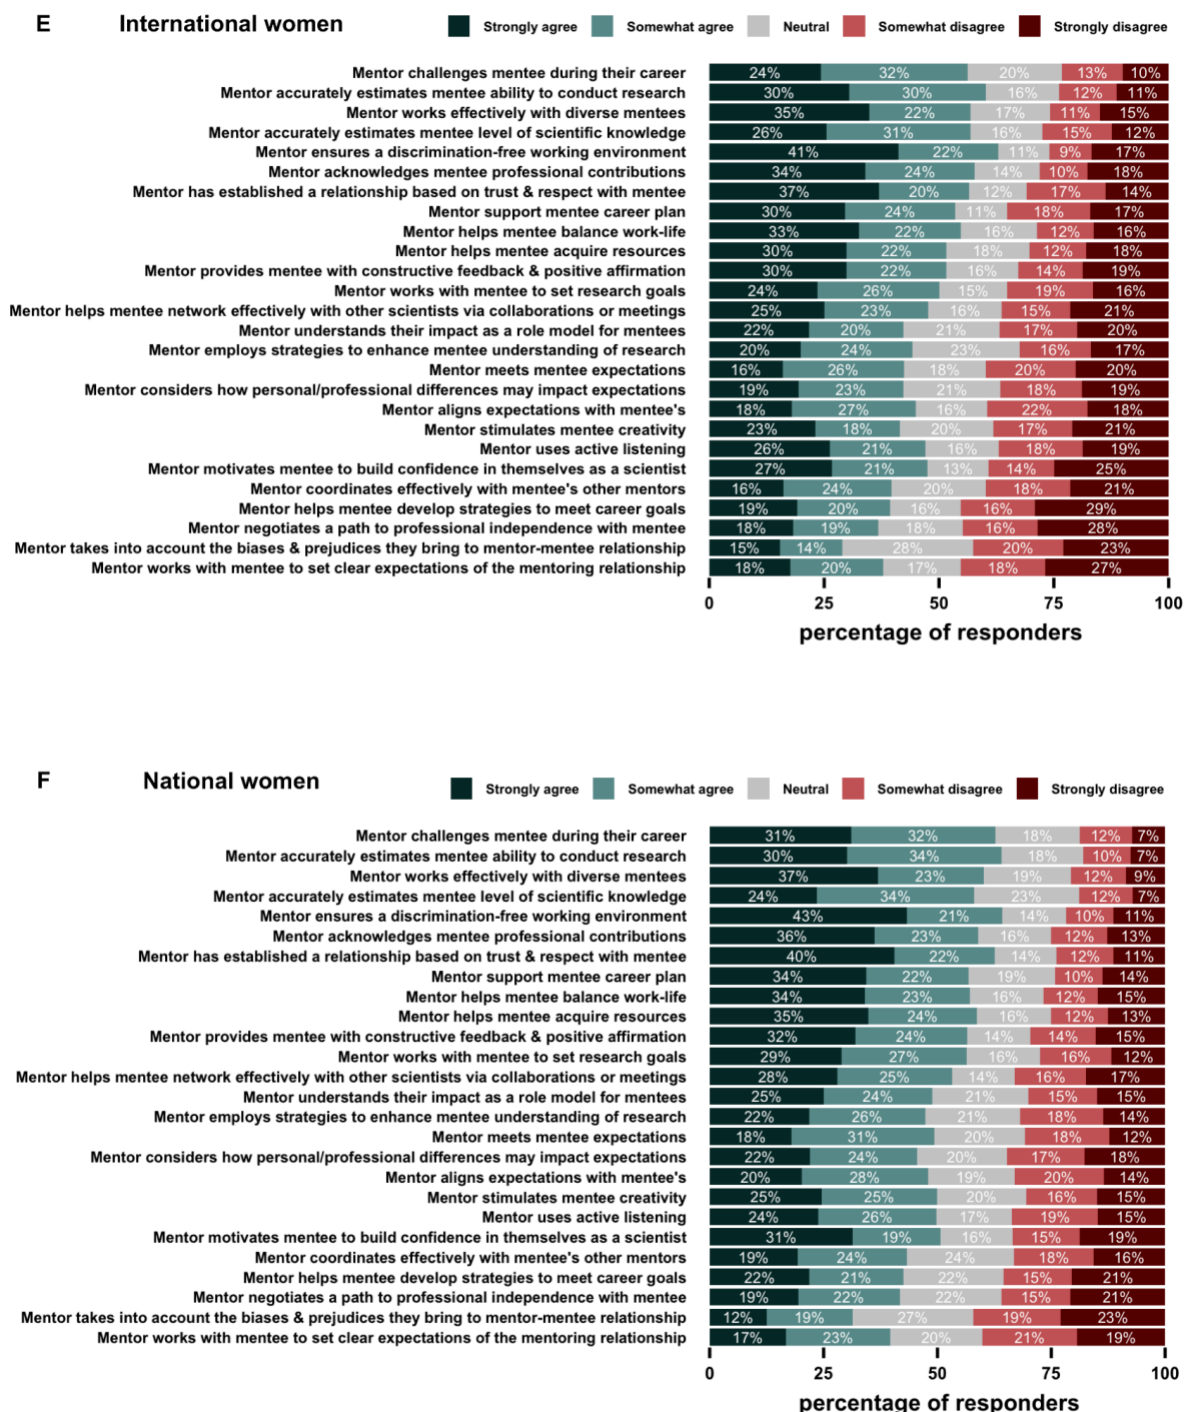 E International women Strongly agree Somewhat agree Neutral Somewhat disagree Strongly disagree
Mentor challenges mentee during their career 24% 32% 20% 13% 10%
Mentor accurately estimates mentee ability to conduct research 30% 30% 16% 12% 11%
Mentor works effectively with diverse mentees 35% 22% 17% 11% 15%
Mentor accurately estimates mentee level of scientific knowledge 26% 31% 16% 15% 12%
Mentor ensures a discrimination-free working environment 41% 22% 11% 9% 17%
Mentor acknowledges mentee professional contributions 34% 24% 14% 10% 18%
Mentor has established a relationship based on trust & respect with mentee 37% 20% 12% 17% 14%
Mentor support mentee career plan 30% 24% 11% 18% 17%
Mentor helps mentee balance work-life 33% 22% 16% 12% 16%
Mentor helps mentee acquire resources 30% 22% 18% 12% 18%
Mentor provides mentee with constructive feedback & positive affirmation 30% 22% 16% 14% 19%
Mentor works with mentee to set research goals 24% 26% 15% 19% 16%
Mentor helps mentee network effectively with other scientists via collaborations or meetings 25% 23% 16% 15% 21%
Mentor understands their impact as a role model for mentees 22% 20% 21% 17% 20%
Mentor employs strategies to enhance mentee understanding of research 20% 24% 23% 16% 17%
Mentor meets mentee expectations 16% 26% 18% 20% 20%
Mentor considers how personal/professional differences may impact expectations 19% 23% 21% 18% 19%
Mentor aligns expectations with mentee's 18% 27% 16% 22% 18%
Mentor stimulates mentee creativity 23% 18% 20% 17% 21%
Mentor uses active listening 26% 21% 16% 18% 19%
Mentor motivates mentee to build confidence in themselves as a scientist 27% 21% 13% 14% 25%
Mentor coordinates effectively with mentee's other mentors 16% 24% 20% 18% 21%
Mentor helps mentee develop strategies to meet career goals 19% 20% 16% 16% 29%
Mentor negotiates a path to professional independence with mentee 18% 19% 18% 16% 28%
Mentor takes into account the biases & prejudices they bring to mentor-mentee relationship 15% 14% 28% 20% 23%
Mentor works with mentee to set clear expectations of the mentoring relationship 18% 20% 17% 18% 27%
0 25 50 75 100
percentage of responders
F National women Strongly agree Somewhat agree Neutral Somewhat disagree Strongly disagree
Mentor challenges mentee during their career 31% 32% 18% 12% 7%
Mentor accurately estimates mentee ability to conduct research 30% 34% 18% 10% 7%
Mentor works effectively with diverse mentees 37% 23% 19% 12% 9%
Mentor accurately estimates mentee level of scientific knowledge 24% 34% 23% 12% 7%
Mentor ensures a discrimination-free working environment 43% 21% 14% 10% 11%
Mentor acknowledges mentee professional contributions 36% 23% 16% 12% 13%
Mentor has established a relationship based on trust & respect with mentee 40% 22% 14% 12% 11%
Mentor support mentee career plan 34% 22% 19% 10% 14%
Mentor helps mentee balance work-life 34% 23% 16% 12% 15%
Mentor helps mentee acquire resources 35% 24% 16% 12% 13%
Mentor provides mentee with constructive feedback & positive affirmation 32% 24% 14% 14% 15%
Mentor works with mentee to set research goals 29% 27% 16% 16% 12%
Mentor helps mentee network effectively with other scientists via collaborations or meetings 28% 25% 14% 16% 17%
Mentor understands their impact as a role model for mentees 25% 24% 21% 15% 15%
Mentor employs strategies to enhance mentee understanding of research 22% 26% 21% 18% 14%
Mentor meets mentee expectations 18% 31% 20% 18% 12%
Mentor considers how personal/professional differences may impact expectations 22% 24% 20% 17% 18%
Mentor aligns expectations with mentee's 20% 28% 19% 20% 14%
Mentor stimulates mentee creativity 25% 25% 20% 16% 15%
Mentor uses active listening 24% 26% 17% 19% 15%
Mentor motivates mentee to build confidence in themselves as a scientist 31% 19% 16% 15% 19%
Mentor coordinates effectively with mentee's other mentors 19% 24% 24% 18% 16%
Mentor helps mentee develop strategies to meet career goals 22% 21% 22% 15% 21%
Mentor negotiates a path to professional independence with mentee 19% 22% 22% 15% 21%
Mentor takes into account the biases & prejudices they bring to mentor-mentee relationship 12% 19% 27% 19% 23%
Mentor works with mentee to set clear expectations of the mentoring relationship 17% 23% 20% 21% 19%
0 25 50 75 100
percentage of responders